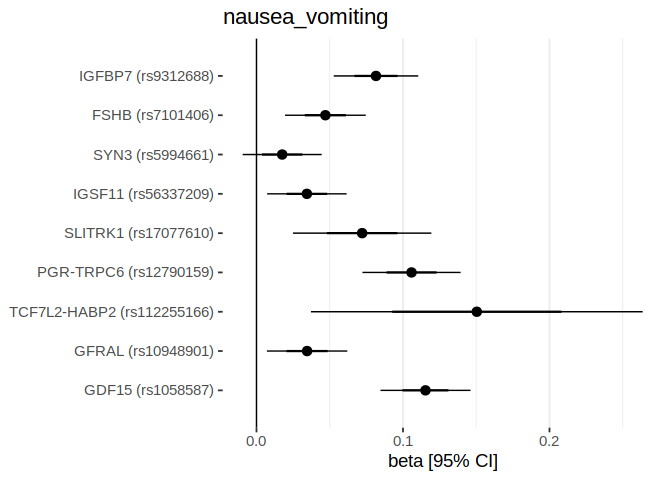 nausea_vomiting
IGFBP7 (rs9312688)
FSHB (rs7101406)
SYN3 (rs5994661)
IGSF11 (rs56337209)
SLITRK1 (rs17077610)
PGR-TRPC6 (rs12790159)
TCF7L2-HABP2 (rs112255166)
GFRAL (rs10948901)
GDF15 (rs1058587)
0.0 0.1 0.2
beta [95% CI]